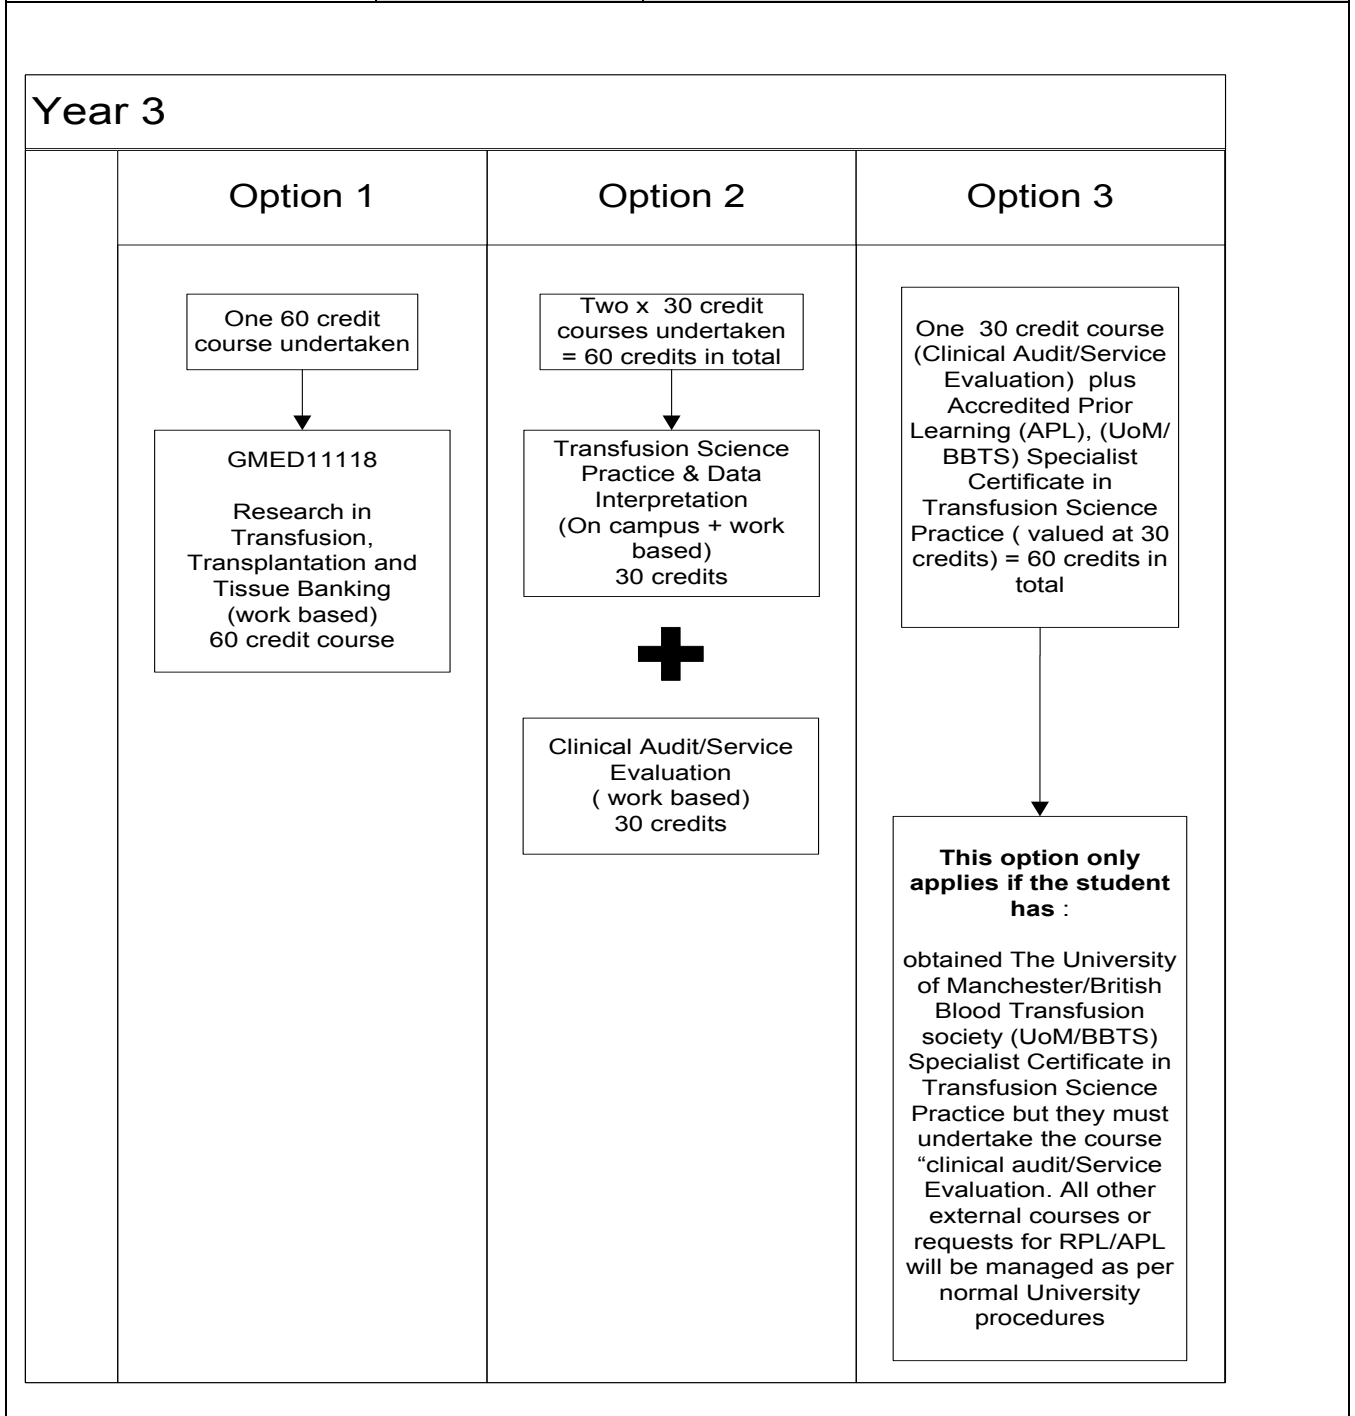 Year 3
Option 1
Option 2
Option 3
One 60 credit
course undertaken
GMED11118
Research in
Transfusion,
Transplantation and
Tissue Banking
(work based)
60 credit course
Two x  30 credit
courses undertaken
= 60 credits in total
Transfusion Science
Practice & Data
Interpretation
(On campus + work
based)
30 credits
Clinical Audit/Service
Evaluation
( work based)
30 credits
One  30 credit course
(Clinical Audit/Service
Evaluation)  plus
Accredited Prior
Learning (APL), (UoM/
BBTS) Specialist
Certificate in
Transfusion Science
Practice ( valued at 30
credits) = 60 credits in
total
This option only
applies if the student
has :
obtained The University
of Manchester/British
Blood Transfusion
society (UoM/BBTS)
Specialist Certificate in
Transfusion Science
Practice but they must
undertake the course
“clinical audit/Service
Evaluation. All other
external courses or
requests for RPL/APL
will be managed as per
normal University
procedures